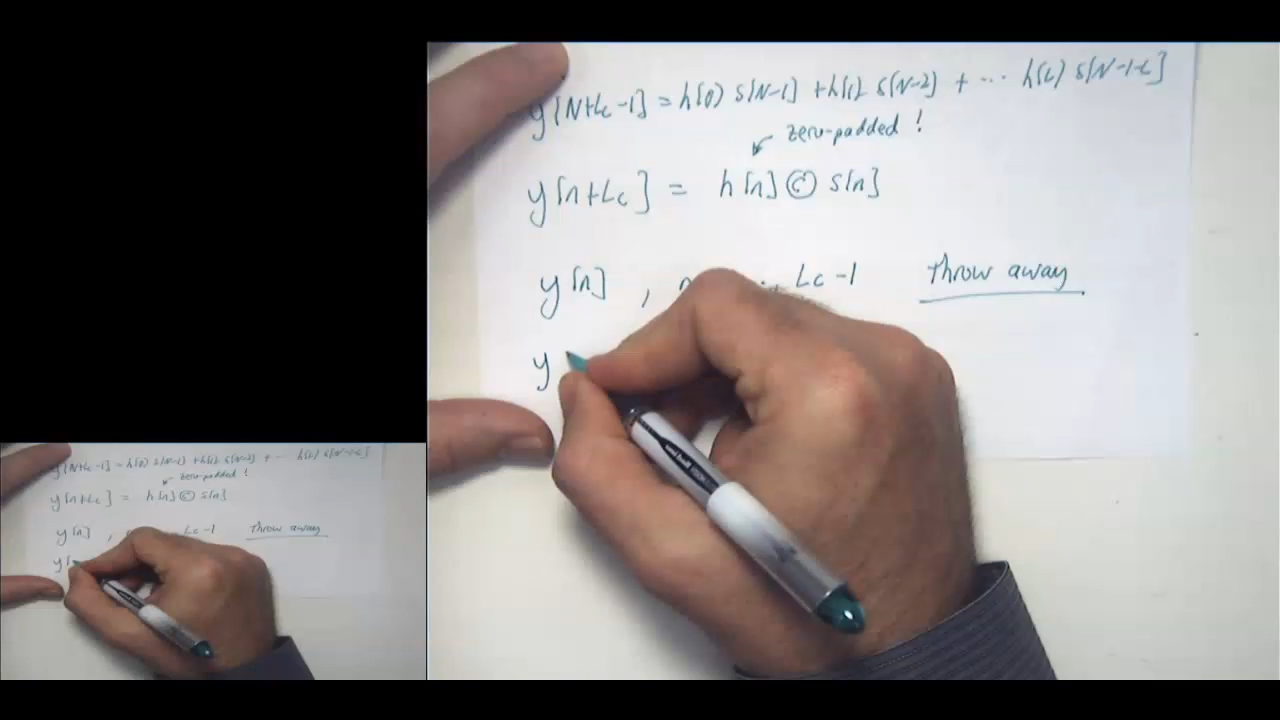 y[N+Lc-1] = h[0] s[N-1] + h[1] s[N-2] + ... h[L] s[N-1-L]
↙ zero-padded !
y[n+Lc] = h[n] © s[n]
y[n] , Lc-1 Throw away
y